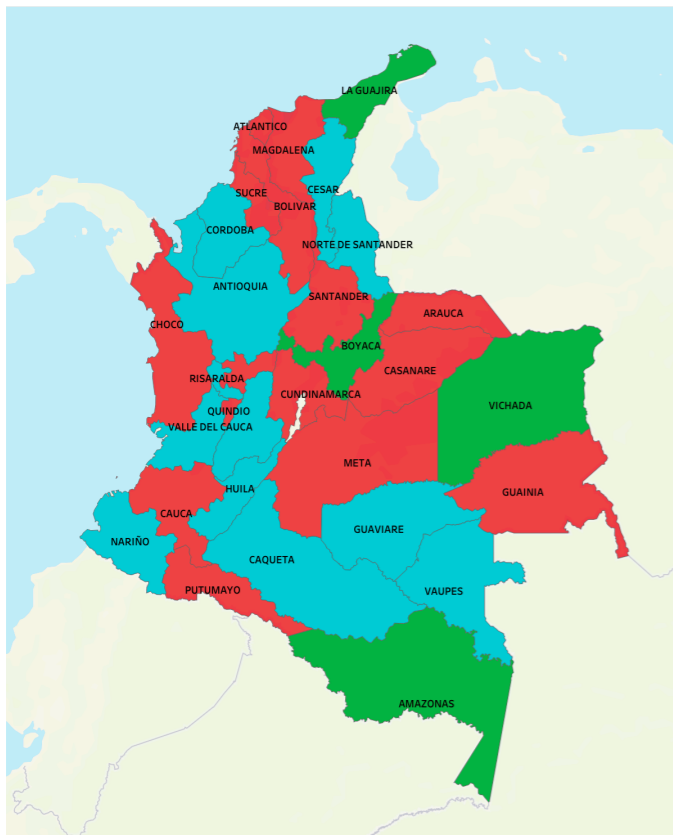 LA GUAJIRA
ATLANTICO
MAGDALENA
SUCRE
CESAR
BOLIVAR
CORDOBA
NORTE DE SANTANDER
ANTIOQUIA
SANTANDER
ARAUCA
CHOCO
BOYACA
CASANARE
RISARALDA
CUNDINAMARCA
VICHADA
QUINDIO
VALLE DEL CAUCA
META
HUILA
GUAINIA
CAUCA
GUAVIARE
NARIÑO
CAQUETA
PUTUMAYO
VAUPES
AMAZONAS